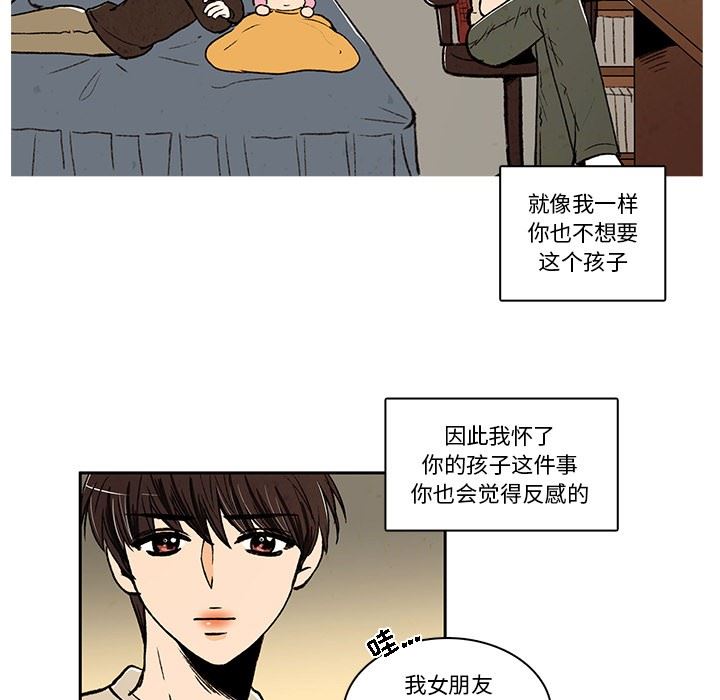 就像我一样
你也不想要
这个孩子
因此我怀了
你的孩子这件事
你也会觉得反感的
哇…
我女朋友